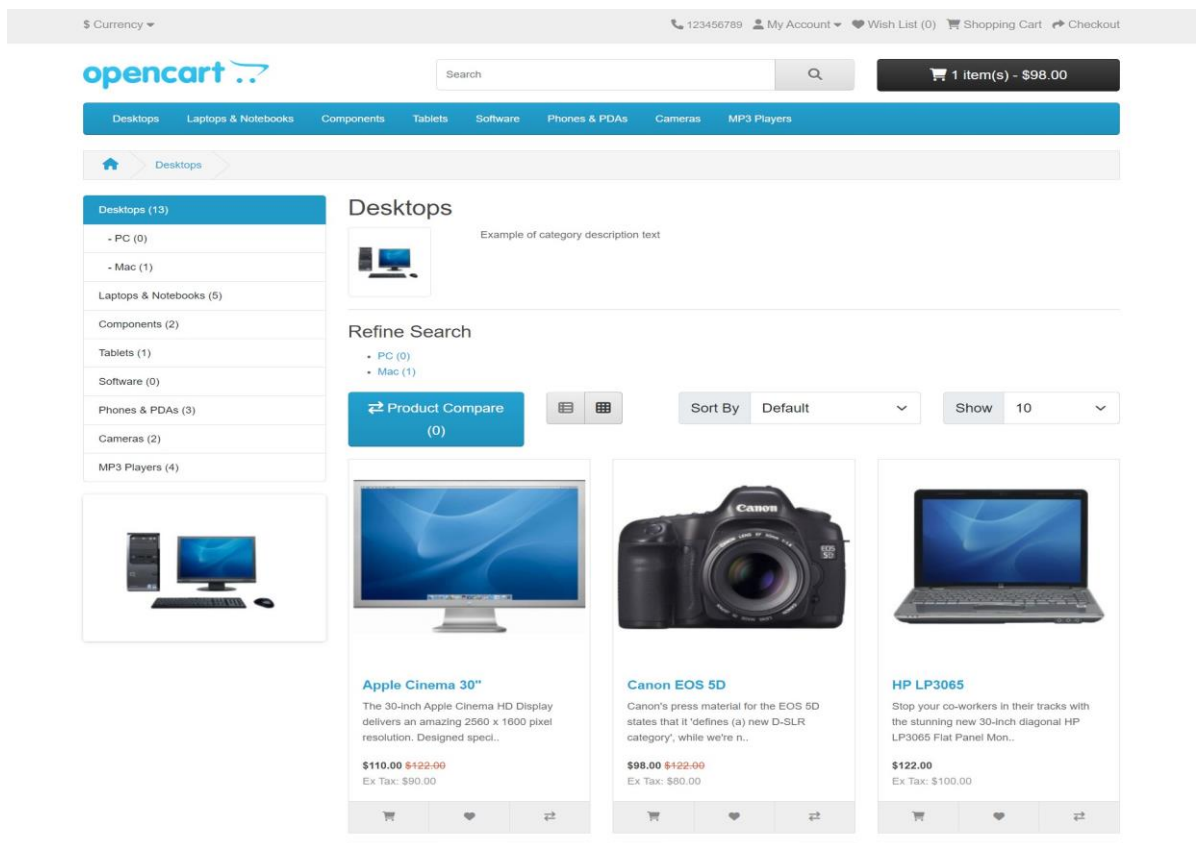 $ Currency
123456789 My Account Wish List (0) Shopping Cart Checkout
opencart
Search
1 item(s) - $98.00
Desktops Laptops & Notebooks Components Tablets Software Phones & PDAs Cameras MP3 Players
Desktops
Desktops (13)
- PC (0)
- Mac (1)
Laptops & Notebooks (5)
Components (2)
Tablets (1)
Software (0)
Phones & PDAs (3)
Cameras (2)
MP3 Players (4)
Desktops
Example of category description text
Refine Search
• PC (0)
• Mac (1)
Product Compare
(0)
Sort By Default
Show 10
Canon
EOS
5D
Apple Cinema 30"
The 30-inch Apple Cinema HD Display
delivers an amazing 2560 x 1600 pixel
resolution. Designed speci..
$110.00 $122.00
Ex Tax: $90.00
Canon EOS 5D
Canon's press material for the EOS 5D
states that it 'defines (a) new D-SLR
category', while we're n..
$98.00 $122.00
Ex Tax: $80.00
HP LP3065
Stop your co-workers in their tracks with
the stunning new 30-inch diagonal HP
LP3065 Flat Panel Mon..
$122.00
Ex Tax: $100.00